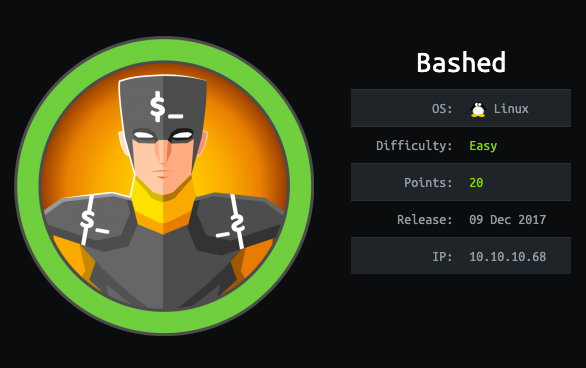 Bashed
OS: Linux
Difficulty: Easy
Points: 20
Release: 09 Dec 2017
IP: 10.10.10.68
$_
$_
$_